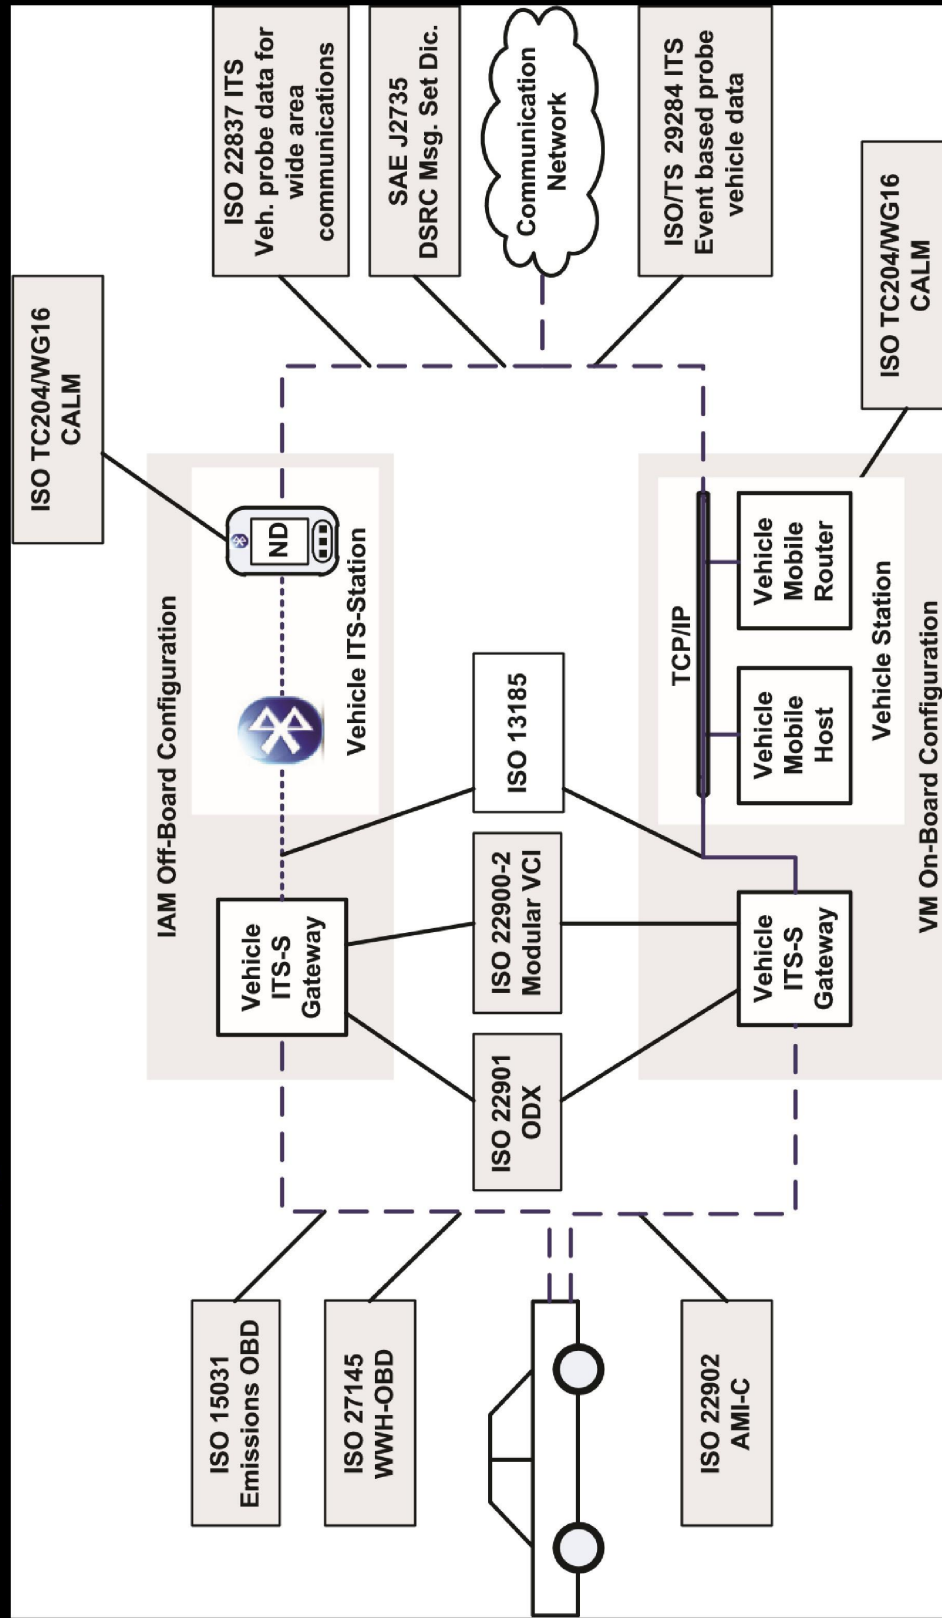 ISO TC204/WG16
CALM
ISO 22837 ITS
Veh. probe data for
wide area
communications
SAE J2735
DSRC Msg. Set Dic.
Communication
Network
ISO/TS 29284 ITS
Event based probe
vehicle data
ISO TC204/WG16
CALM
IAM Off-Board Configuration
ND
Vehicle ITS-Station
Vehicle
ITS-S
Gateway
ISO 15031
Emissions OBD
ISO 27145
WWH-OBD
ISO 22901
ODX
ISO 22900-2
Modular VCI
ISO 13185
TCP/IP
Vehicle
Mobile
Host
Vehicle
Mobile
Router
Vehicle Station
Vehicle
ITS-S
Gateway
VM On-Board Configuration
ISO 22902
AMI-C